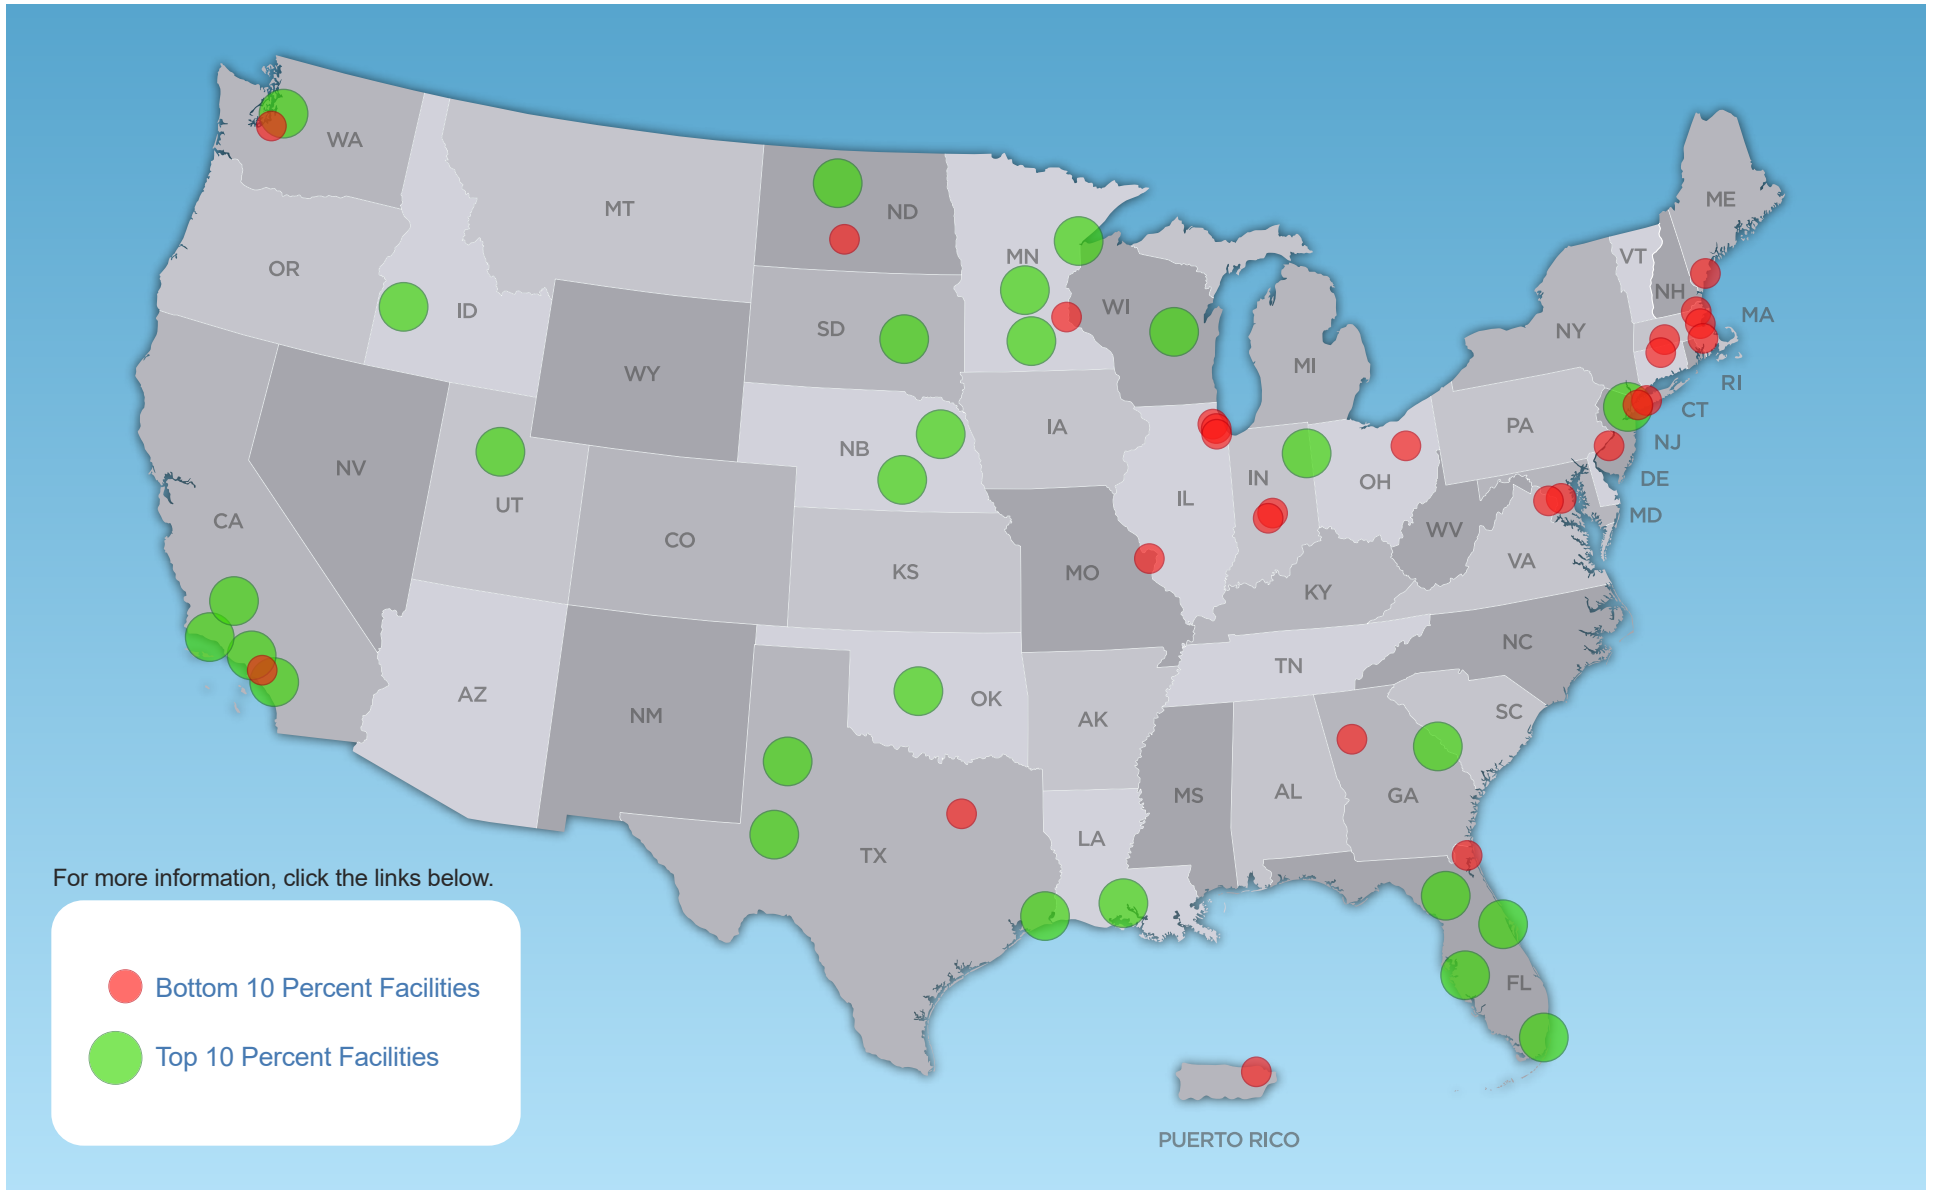 WA
ME
MT
ND
VT
MN
OR
NH
ID
WI
MA
SD
NY
MI
WY
RI
CT
PA
IA
NJ
NB
NV
IN
DE
OH
IL
UT
MD
CA
WV
CO
VA
KS
MO
KY
NC
TN
AZ
OK
SC
NM
AK
MS
AL
GA
LA
TX
For more information, click the links below.
FL
Bottom 10 Percent Facilities
Top 10 Percent Facilities
PUERTO RICO